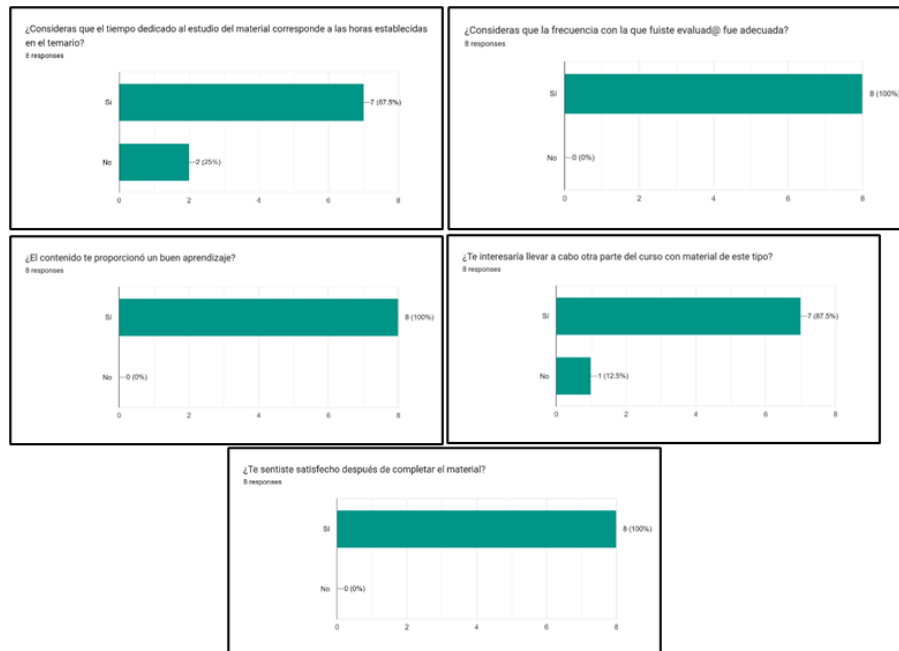 ¿Consideras que el tiempo dedicado al estudio del material corresponde a las horas establecidas
en el temario?
8 responses
Sí
7 (87.5%)
No
2 (25%)
0 2 4 6 8
¿Consideras que la frecuencia con la que fuiste evaluad@ fue adecuada?
8 responses
Sí
8 (100%)
No
0 (0%)
0 2 4 6 8
¿El contenido te proporcionó un buen aprendizaje?
8 responses
Sí
8 (100%)
No
0 (0%)
0 2 4 6 8
¿Te interesaría llevar a cabo otra parte del curso con material de este tipo?
8 responses
Sí
7 (87.5%)
No
1 (12.5%)
0 2 4 6 8
¿Te sentiste satisfecho después de completar el material?
8 responses
Sí
8 (100%)
No
0 (0%)
0 2 4 6 8